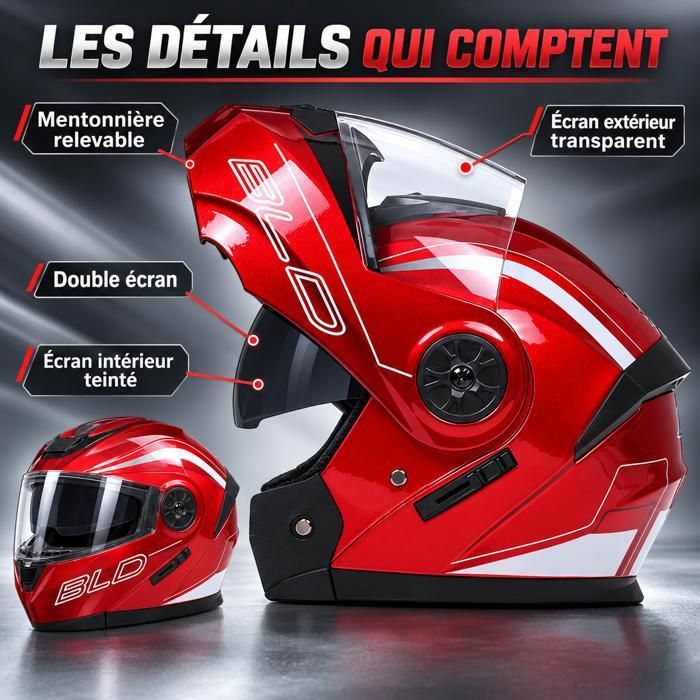 LES DÉTAILS QUI COMPTENT
Mentonnière
relevable
Écran extérieur
transparent
BLD
Double écran
Écran intérieur
teinté
BLD